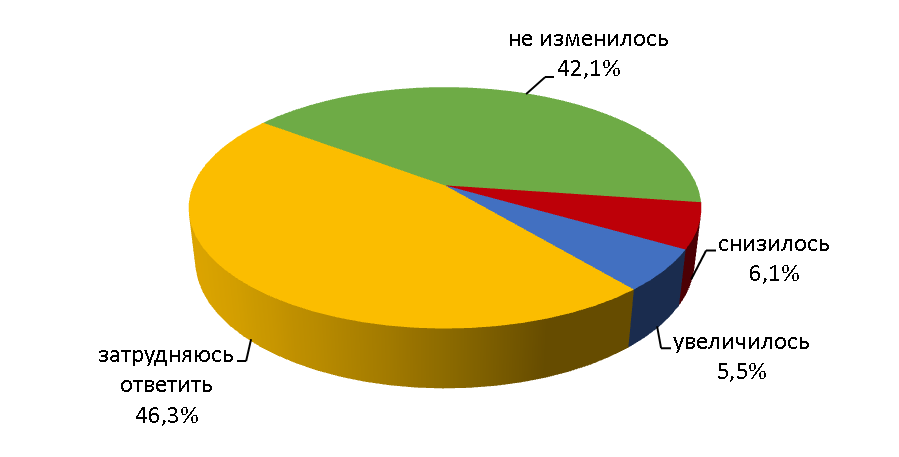 не изменилось
42,1%
снизилось
6,1%
увеличилось
5,5%
затрудняюсь
ответить
46,3%